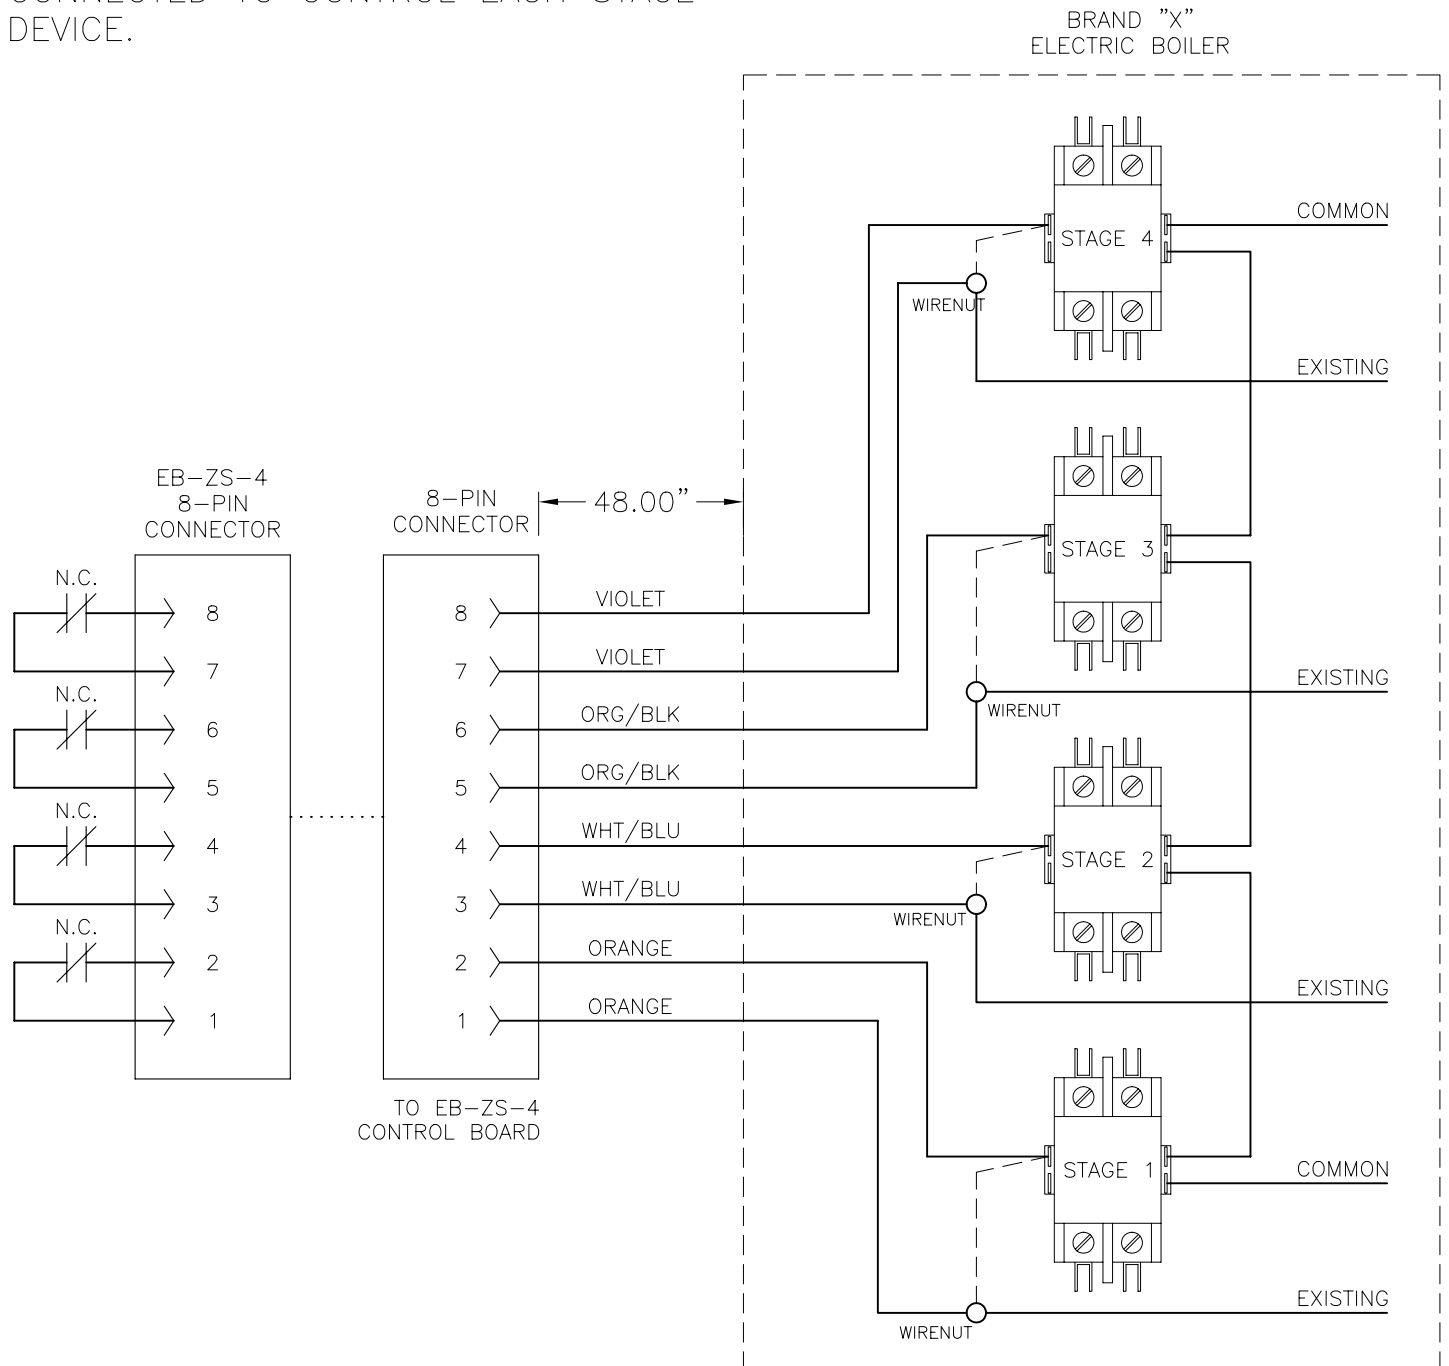 CONNECTED TO CONTROL EACH STAGE
DEVICE.
BRAND ”X”
ELECTRIC BOILER
COMMON
STAGE 4
WIRENUT
EXISTING
EB-ZS-4
8-PIN
CONNECTOR
8-PIN
CONNECTOR
48.00”
STAGE 3
N.C.
8
8
VIOLET
7
7
VIOLET
EXISTING
N.C.
WIRENUT
6
6
ORG/BLK
5
5
ORG/BLK
N.C.
4
4
WHT/BLU
STAGE 2
3
3
WHT/BLU
WIRENUT
N.C.
2
2
ORANGE
EXISTING
1
1
ORANGE
TO EB-ZS-4
CONTROL BOARD
STAGE 1
COMMON
EXISTING
WIRENUT